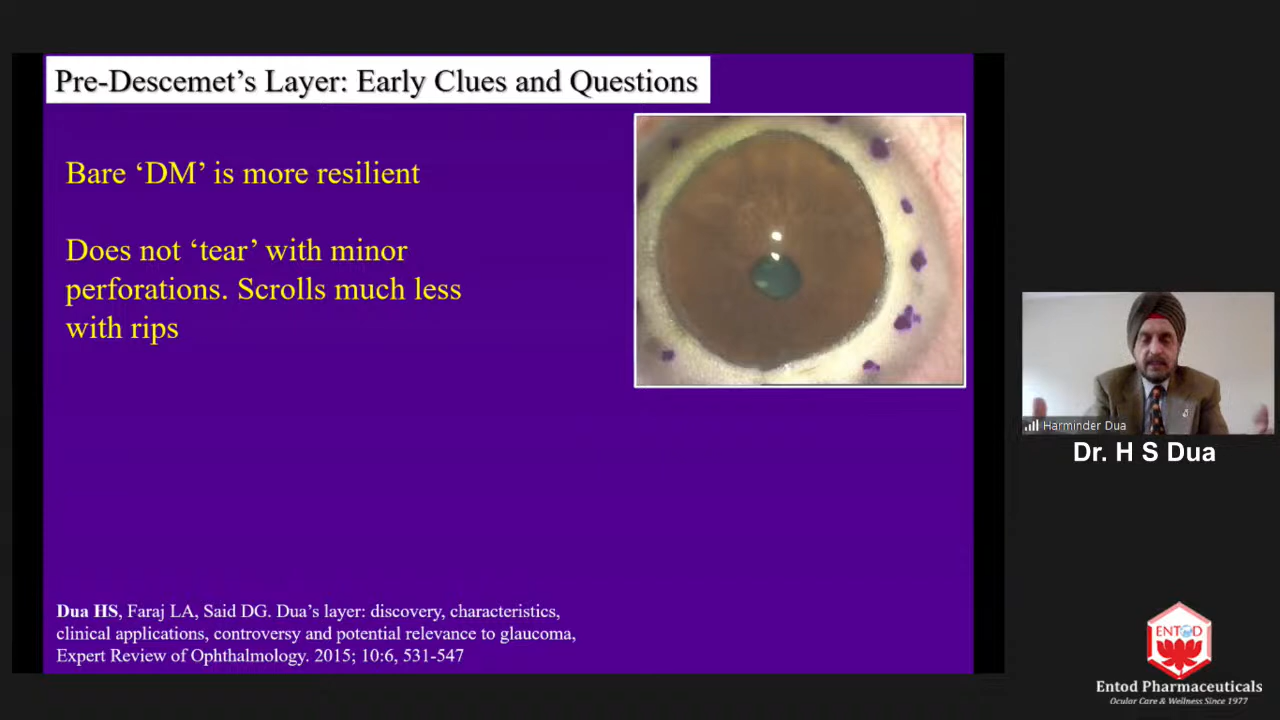 Pre-Descemet’s Layer: Early Clues and Questions
Bare ‘DM’ is more resilient
Does not ‘tear’ with minor
perforations. Scrolls much less
with rips
Dua HS, Faraj LA, Said DG. Dua’s layer: discovery, characteristics,
clinical applications, controversy and potential relevance to glaucoma,
Expert Review of Ophthalmology. 2015; 10:6, 531-547
Harminder Dua
Dr. H S Dua
ENTOD
Entod Pharmaceuticals
Ocular Care & Wellness Since 1977